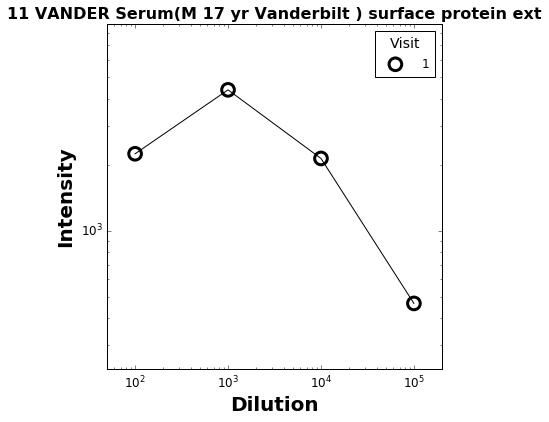 11 VANDER Serum(M 17 yr Vanderbilt ) surface protein ext
Visit
1
Intensity
10³
10² 10³ 10⁴ 10⁵
Dilution